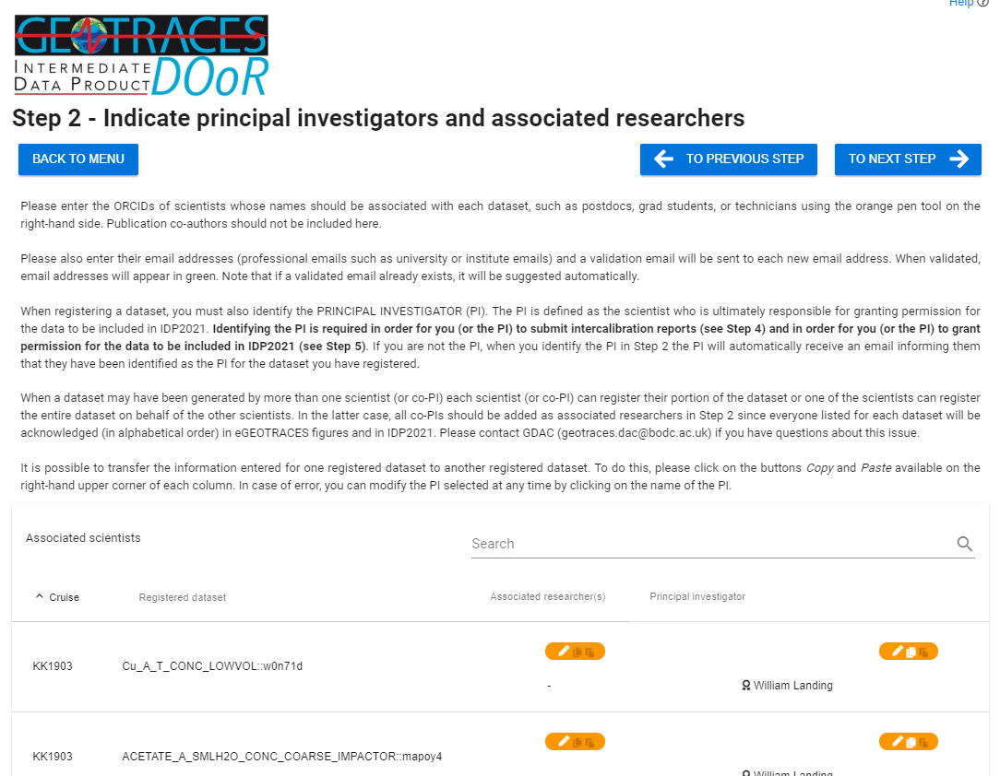 Help
GEOTRACES
INTERMEDIATE
DATA PRODUCT DOoR
Step 2 - Indicate principal investigators and associated researchers
BACK TO MENU
TO PREVIOUS STEP
TO NEXT STEP
Please enter the ORCIDs of scientists whose names should be associated with each dataset, such as postdocs, grad students, or technicians using the orange pen tool on the
right-hand side. Publication co-authors should not be included here.
Please also enter their email addresses (professional emails such as university or institute emails) and a validation email will be sent to each new email address. When validated,
email addresses will appear in green. Note that if a validated email already exists, it will be suggested automatically.
When registering a dataset, you must also identify the PRINCIPAL INVESTIGATOR (PI). The PI is defined as the scientist who is ultimately responsible for granting permission for
the data to be included in IDP2021. Identifying the PI is required in order for you (or the PI) to submit intercalibration reports (see Step 4) and in order for you (or the PI) to grant
permission for the data to be included in IDP2021 (see Step 5). If you are not the PI, when you identify the PI in Step 2 the PI will automatically receive an email informing them
that they have been identified as the PI for the dataset you have registered.
When a dataset may have been generated by more than one scientist (or co-PI) each scientist (or co-PI) can register their portion of the dataset or one of the scientists can register
the entire dataset on behalf of the other scientists. In the latter case, all co-PIs should be added as associated researchers in Step 2 since everyone listed for each dataset will be
acknowledged (in alphabetical order) in eGEOTRACES figures and in IDP2021. Please contact GDAC (geotraces.dac@bodc.ac.uk) if you have questions about this issue.
It is possible to transfer the information entered for one registered dataset to another registered dataset. To do this, please click on the buttons Copy and Paste available on the
right-hand upper corner of each column. In case of error, you can modify the PI selected at any time by clicking on the name of the PI.
Associated scientists
Search
Cruise Registered dataset Associated researcher(s) Principal investigator
KK1903 Cu_A_T_CONC_LOWVOL::w0n71d
- William Landing
KK1903 ACETATE_A_SMLH2O_CONC_COARSE_IMPACTOR::mapoy4
William Landing